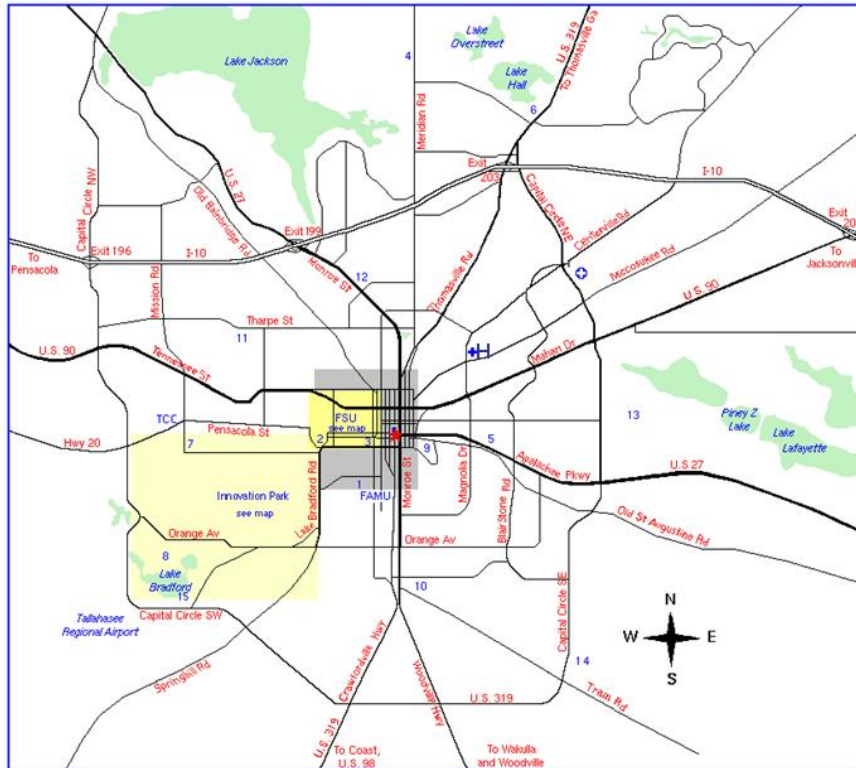 Lake Jackson
4
Lake
Overstreet
Lake
Hall
6
U.S. 319
To Thomasville Ga
Meridian Rd
Capital Circle NW
U.S. 27
Old Bainbridge Rd
Exit
203
I-10
Capital Circle NE
Centerville Rd
Miccosukee Rd
Exit
20
To
Jacksonvill
To
Pensacola
Exit 196
I-10
Exit 199
Monroe St
12
Mission Rd
Thomasville Rd
U.S. 90
Tharpe St
11
U.S. 90
Tennessee St
H
Mahan Dr
TCC
FSU
see map
Pensacola St
Hwy 20
7
2
3
1
FAMU
Monroe St
9
Magnolia Dr
5
Apalachee Pkwy
U.S 27
13
Piney Z
Lake
Lake
Lafayette
Innovation Park
see map
Lake Bradford Rd
Blair Stone Rd
Old St Augustine Rd
Orange Av
Orange Av
8
Lake
Bradford
15
10
Capital Circle SE
Tallahasee
Regional Airport
Capital Circle SW
Springhill Rd
Crawfordville Hwy
Woodville Hwy
14
Tram Rd
U.S. 319
U.S. 319
To Coast,
U.S. 98
To Wakulla
and Woodville
N
W
E
S